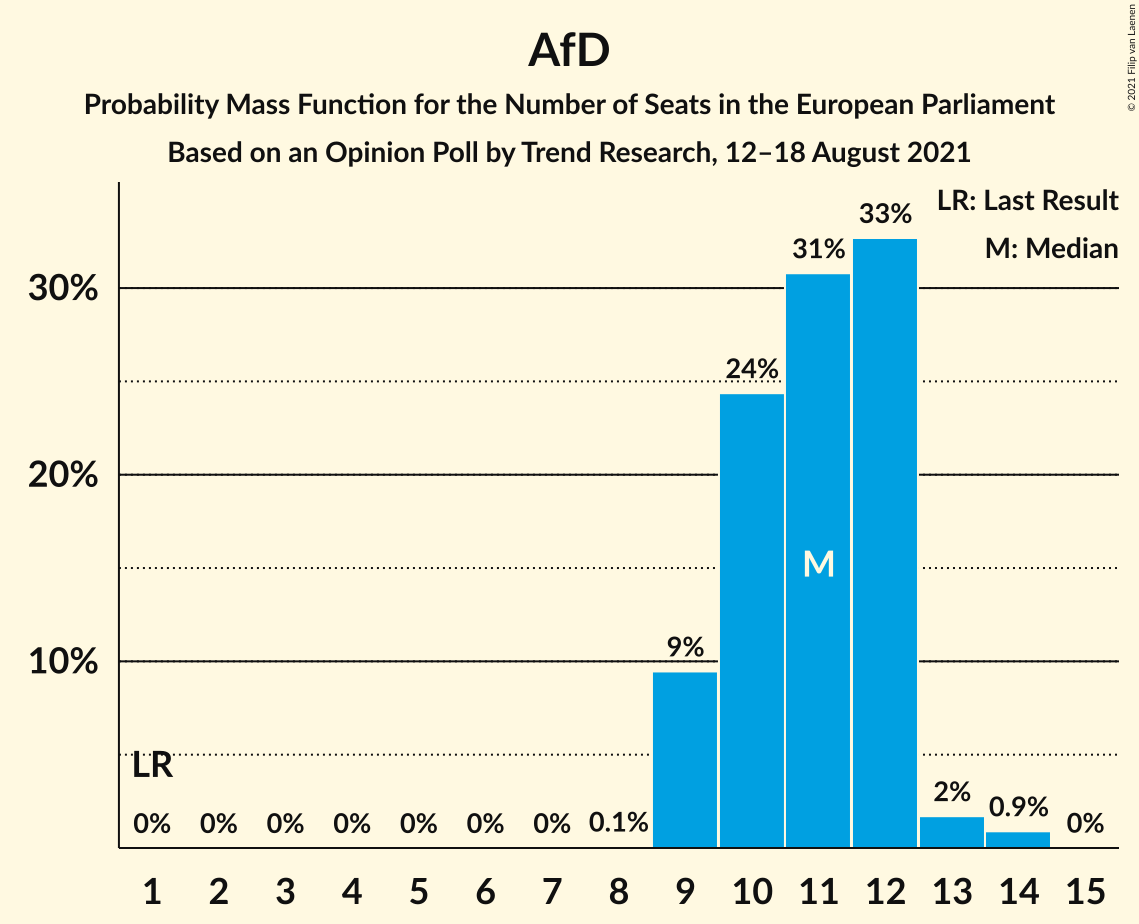 AfD
Probability Mass Function for the Number of Seats in the European Parliament
Based on an Opinion Poll by Trend Research, 12–18 August 2021
© 2021 Filip van Laenen
LR: Last Result
M: Median
30%
20%
10%
LR
M
0%
0%
0%
0%
0%
0%
0%
0.1%
9%
24%
31%
33%
2%
0.9%
0%
1 2 3 4 5 6 7 8 9 10 11 12 13 14 15